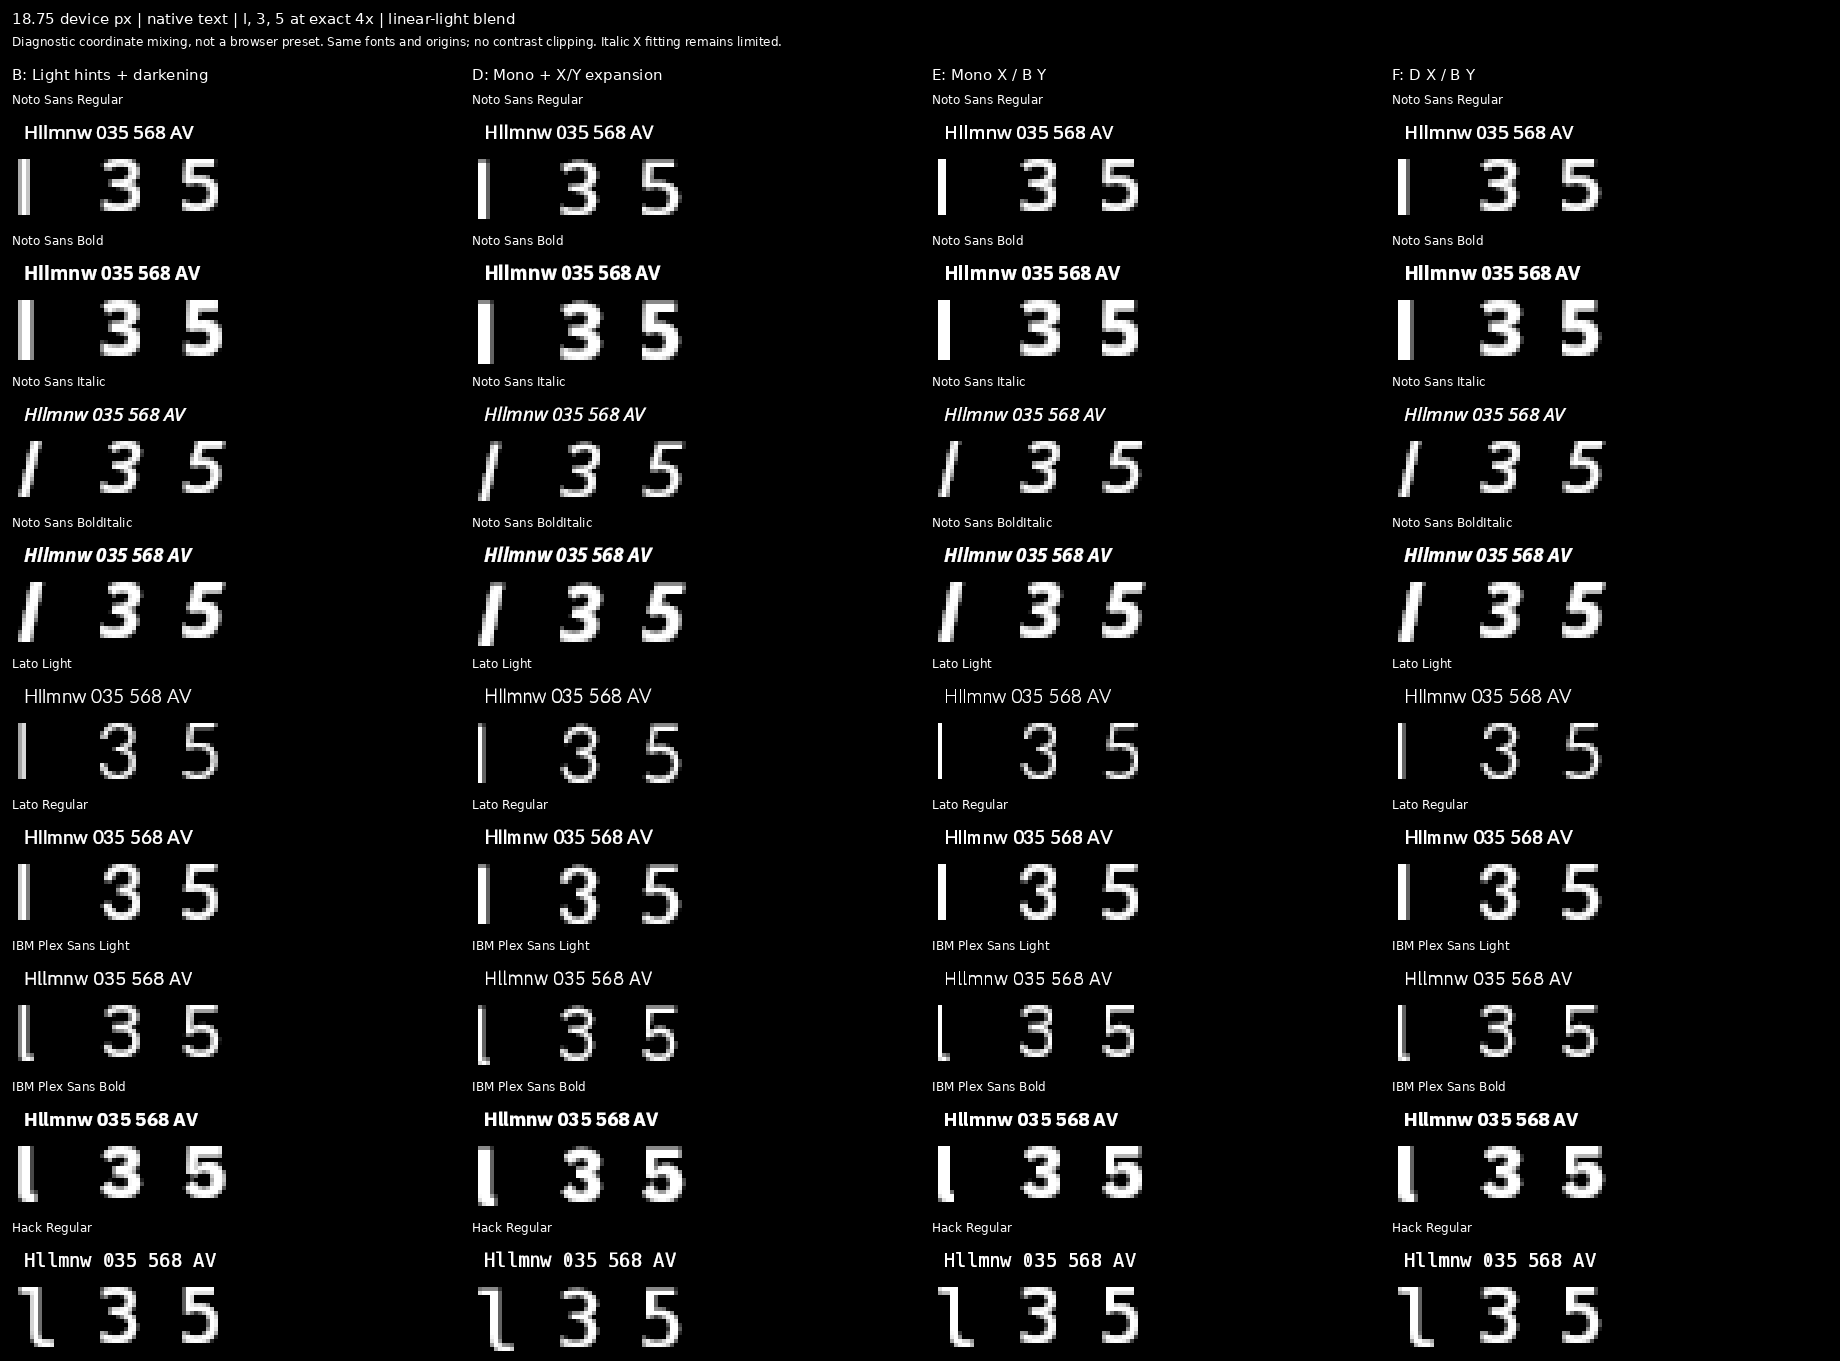 18.75 device px | native text | l, 3, 5 at exact 4x | linear-light blend
Diagnostic coordinate mixing, not a browser preset. Same fonts and origins; no contrast clipping. Italic X fitting remains limited.
B: Light hints + darkening D: Mono + X/Y expansion E: Mono X / B Y F: D X / B Y
Noto Sans Regular Noto Sans Regular Noto Sans Regular Noto Sans Regular
Hllmnw 035 568 AV Hllmnw 035 568 AV Hllmnw 035 568 AV Hllmnw 035 568 AV
l 3 5 l 3 5 l 3 5 l 3 5
Noto Sans Bold Noto Sans Bold Noto Sans Bold Noto Sans Bold
Hllmnw 035 568 AV Hllmnw 035 568 AV Hllmnw 035 568 AV Hllmnw 035 568 AV
l 3 5 l 3 5 l 3 5 l 3 5
Noto Sans Italic Noto Sans Italic Noto Sans Italic Noto Sans Italic
Hllmnw 035 568 AV Hllmnw 035 568 AV Hllmnw 035 568 AV Hllmnw 035 568 AV
l 3 5 l 3 5 l 3 5 l 3 5
Noto Sans BoldItalic Noto Sans BoldItalic Noto Sans BoldItalic Noto Sans BoldItalic
Hllmnw 035 568 AV Hllmnw 035 568 AV Hllmnw 035 568 AV Hllmnw 035 568 AV
l 3 5 l 3 5 l 3 5 l 3 5
Lato Light Lato Light Lato Light Lato Light
Hllmnw 035 568 AV Hllmnw 035 568 AV Hllmnw 035 568 AV Hllmnw 035 568 AV
l 3 5 l 3 5 l 3 5 l 3 5
Lato Regular Lato Regular Lato Regular Lato Regular
Hllmnw 035 568 AV Hllmnw 035 568 AV Hllmnw 035 568 AV Hllmnw 035 568 AV
l 3 5 l 3 5 l 3 5 l 3 5
IBM Plex Sans Light IBM Plex Sans Light IBM Plex Sans Light IBM Plex Sans Light
Hllmnw 035 568 AV Hllmnw 035 568 AV Hllmnw 035 568 AV Hllmnw 035 568 AV
l 3 5 l 3 5 l 3 5 l 3 5
IBM Plex Sans Bold IBM Plex Sans Bold IBM Plex Sans Bold IBM Plex Sans Bold
Hllmnw 035 568 AV Hllmnw 035 568 AV Hllmnw 035 568 AV Hllmnw 035 568 AV
l 3 5 l 3 5 l 3 5 l 3 5
Hack Regular Hack Regular Hack Regular Hack Regular
Hllmnw 035 568 AV Hllmnw 035 568 AV Hllmnw 035 568 AV Hllmnw 035 568 AV
l 3 5 l 3 5 l 3 5 l 3 5